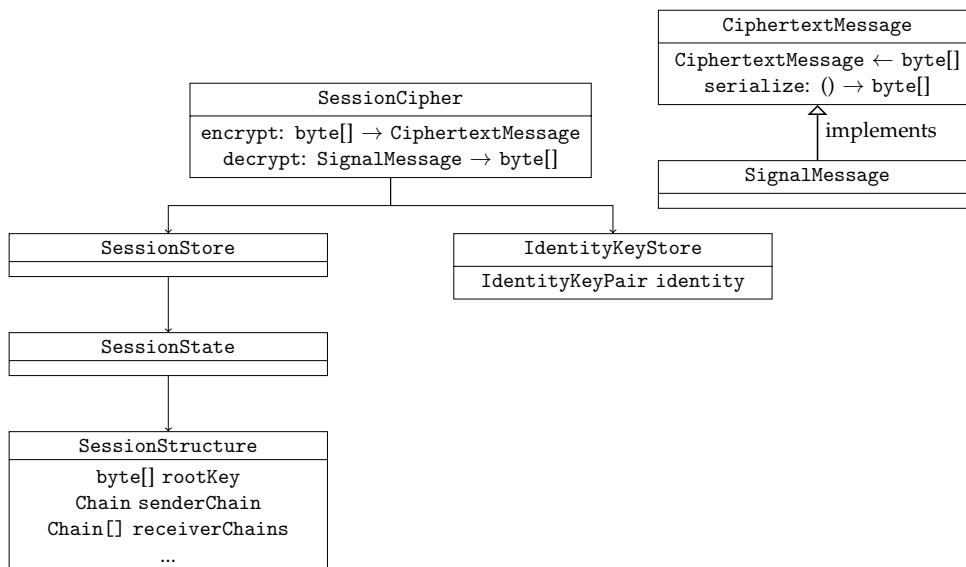 CiphertextMessage
CiphertextMessage ← byte[]
serialize: () → byte[]
implements
SignalMessage
SessionCipher
encrypt: byte[] → CiphertextMessage
decrypt: SignalMessage → byte[]
SessionStore
IdentityKeyStore
IdentityKeyPair identity
SessionState
SessionStructure
byte[] rootKey
Chain senderChain
Chain[] receiverChains
...